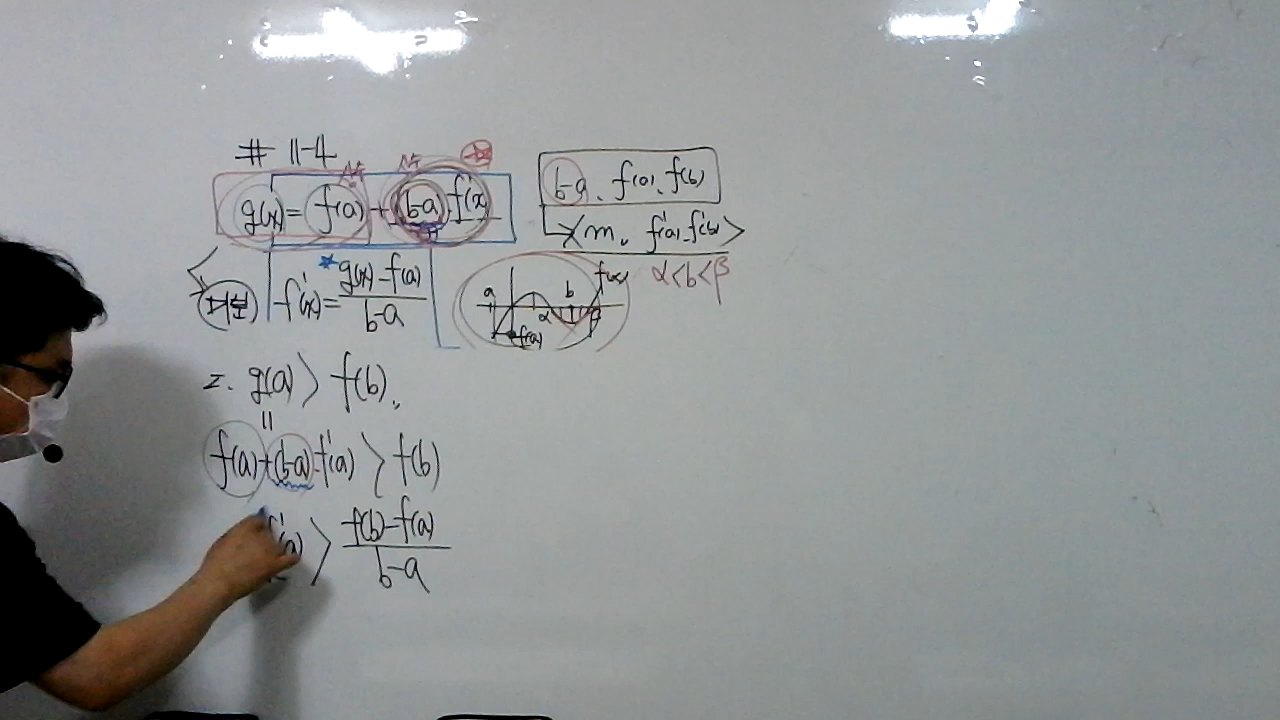 # 11-4
g(x) = f(a) + (b-a) f'(x)
b-a, f(a), f(b)
m, f'(a), f'(b)
α<b<β
f'(x) = g(x) - f(a) / b-a
a α b β f(x)
f(a)
ㄷ. g(a) > f(b).
=
f(a)+(b-a)·f'(a) > f(b)
f'(a) > f(b)-f(a) / b-a